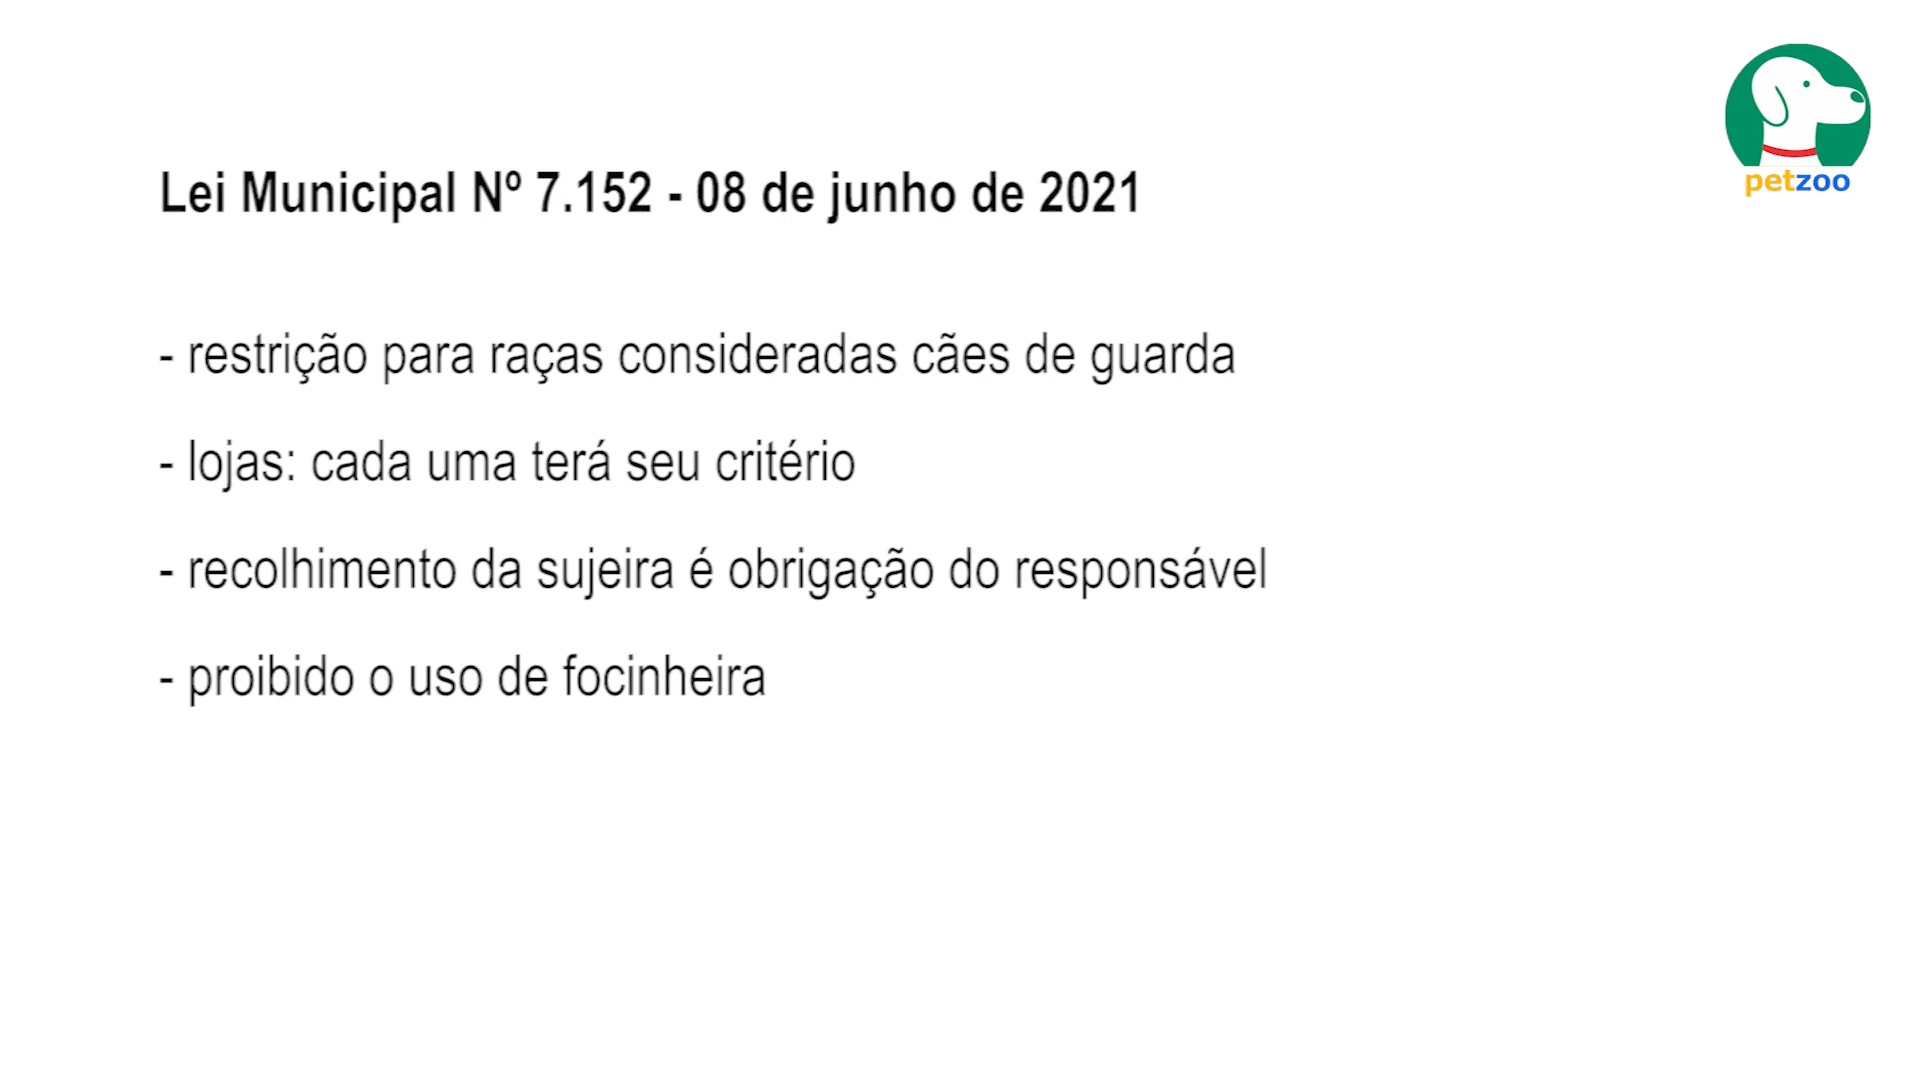 petzoo
Lei Municipal Nº 7.152 - 08 de junho de 2021
- restrição para raças consideradas cães de guarda
- lojas: cada uma terá seu critério
- recolhimento da sujeira é obrigação do responsável
- proibido o uso de focinheira